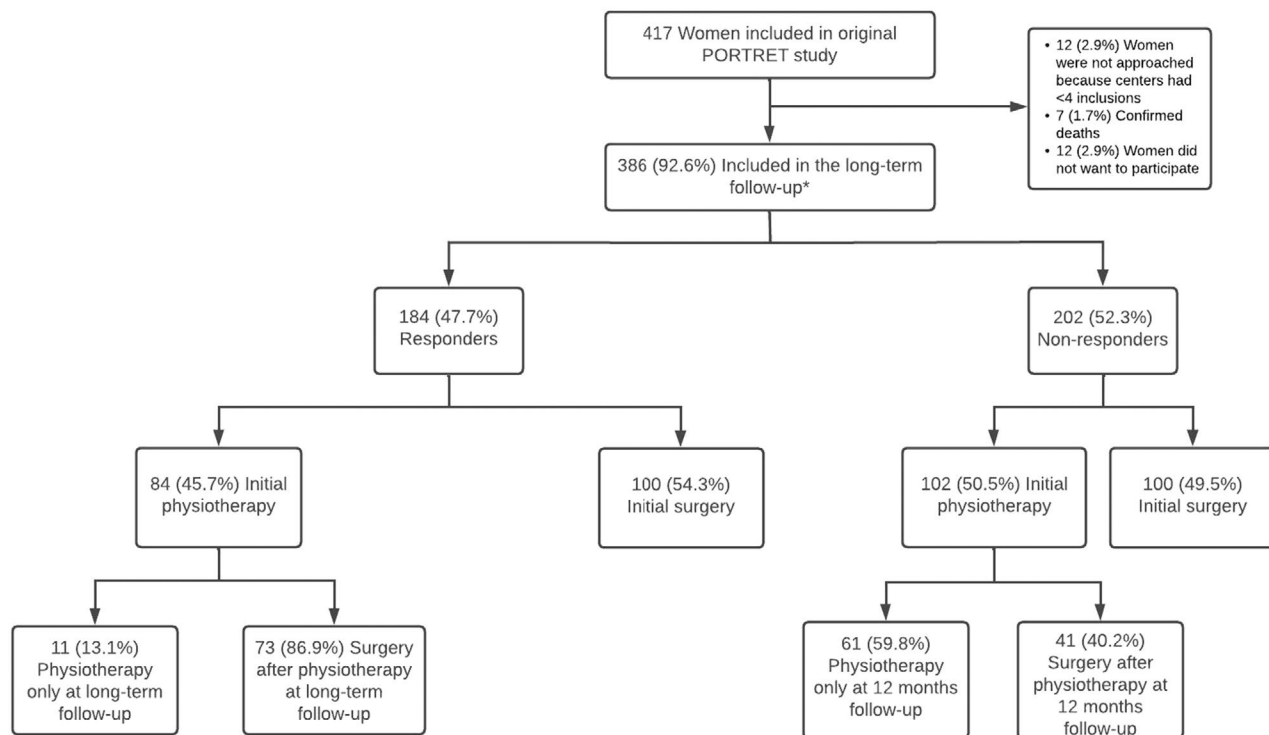 417 Women included in original
PORTRET study
• 12 (2.9%) Women
were not approached
because centers had
<4 inclusions
• 7 (1.7%) Confirmed
deaths
• 12 (2.9%) Women did
not want to participate
386 (92.6%) Included in the long-term
follow-up*
184 (47.7%)
Responders
202 (52.3%)
Non-responders
84 (45.7%) Initial
physiotherapy
100 (54.3%)
Initial surgery
102 (50.5%) Initial
physiotherapy
100 (49.5%)
Initial surgery
11 (13.1%)
Physiotherapy
only at long-term
follow-up
73 (86.9%) Surgery
after physiotherapy
at long-term
follow-up
61 (59.8%)
Physiotherapy
only at 12 months
follow-up
41 (40.2%)
Surgery after
physiotherapy at
12 months
follow-up